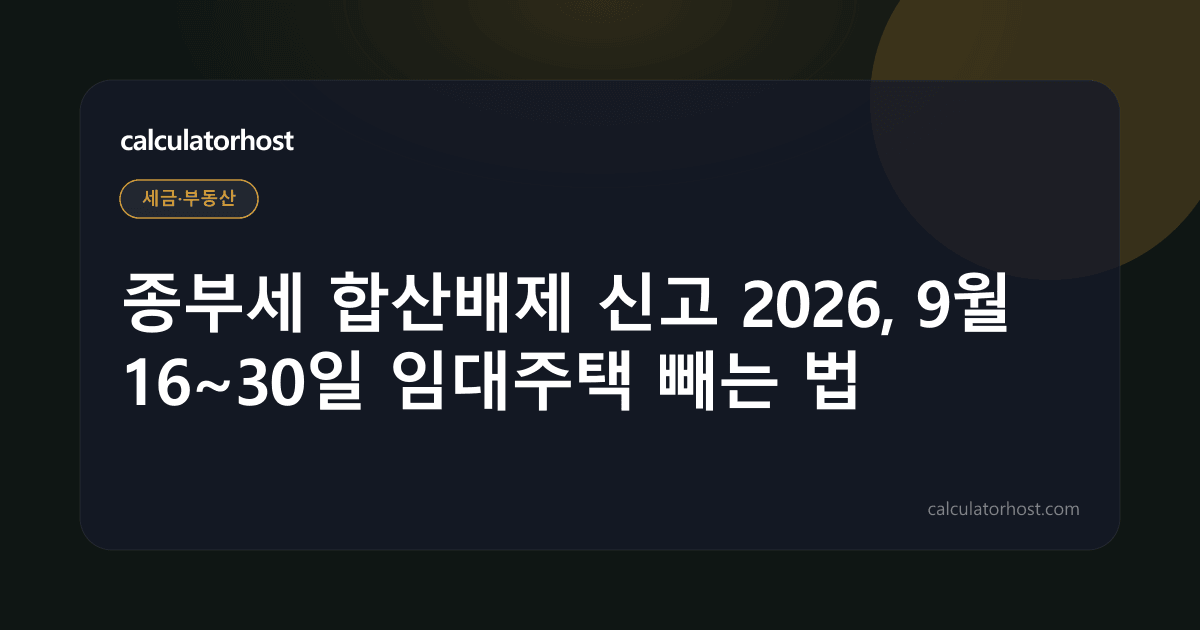 calculatorhost
세금·부동산
종부세 합산배제 신고 2026, 9월
16~30일 임대주택 빼는 법
calculatorhost.com